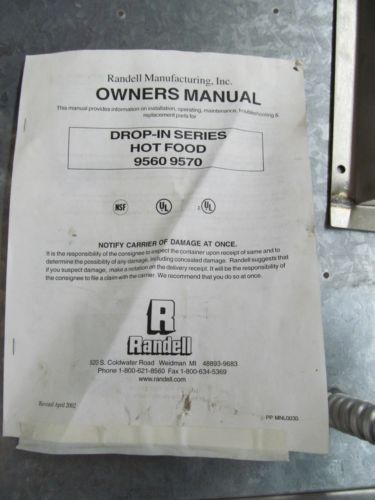 Randell Manufacturing, Inc.
OWNERS MANUAL
This manual provides information on installation, operating, maintenance, troubleshooting &
replacement parts for
DROP-IN SERIES
HOT FOOD
9560 9570
NSF
UL
UL
NOTIFY CARRIER OF DAMAGE AT ONCE.
It is the responsibility of the consignee to inspect the container upon receipt of same and to
determine the possibility of any damage, including concealed damage. Randell suggests that
if you suspect damage, make a notation on the delivery receipt. It will be the responsibility of
the consignee to file a claim with the carrier. We recommend that you do so at once.
R
Randell
520 S. Coldwater Road Weidman MI 48893-9683
Phone 1-800-621-8560 Fax 1-800-634-5369
www.randell.com
Revised April 2002
PP MNL0030